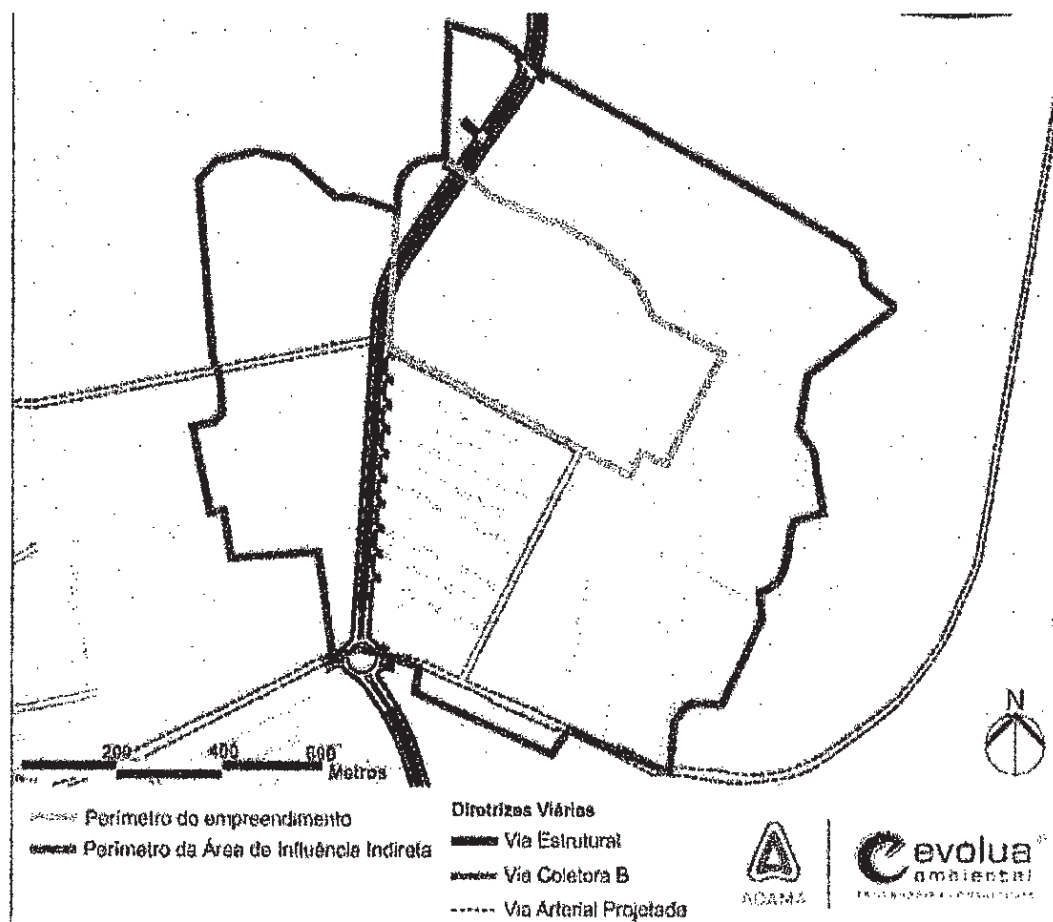 N
200 400 600
Metros
Perímetro do empreendimento
Perímetro da Área de Influência Indireta
Diretrizes Viárias
Via Estrutural
Via Coletora B
Via Arterial Projetada
ADAMA
evolua
ambiental